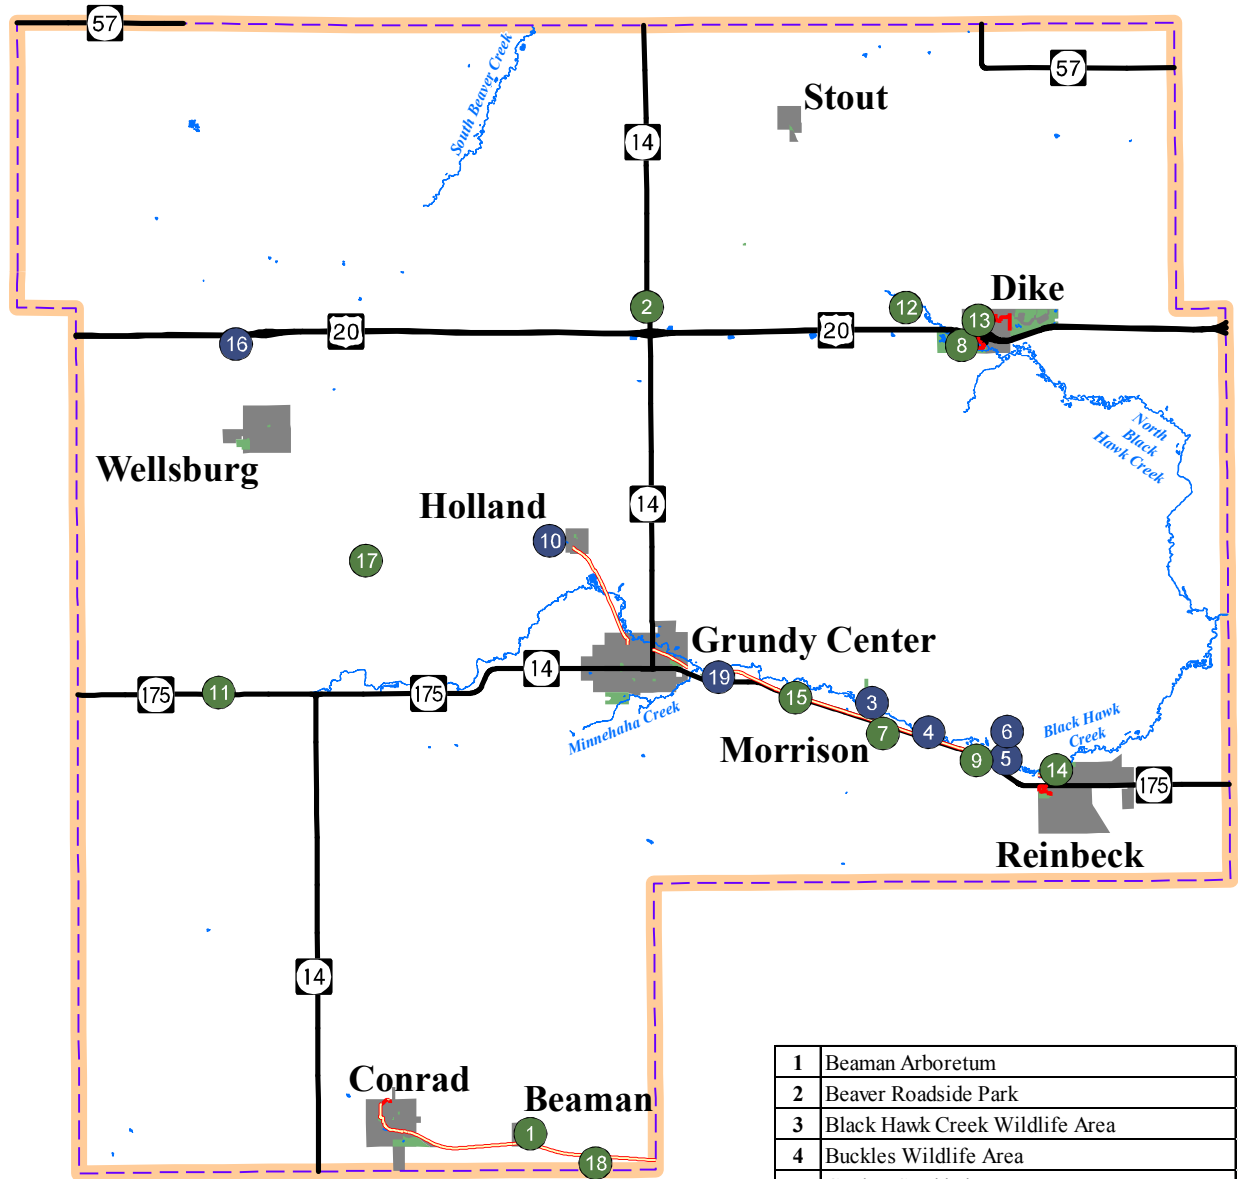 57
South Beaver Creek
57
Stout
14
2
Dike
12
13
20
20
16
8
North
Black
Hawk Creek
Wellsburg
Holland
14
10
17
Grundy Center
14
19
175
11
175
15
3
Minnehaha Creek
Morrison
7
4
6
Black Hawk
Creek
9
5
14
175
Reinbeck
14
Conrad
Beaman
1
18
1 Beaman Arboretum
2 Beaver Roadside Park
3 Black Hawk Creek Wildlife Area
4 Buckles Wildlife Area